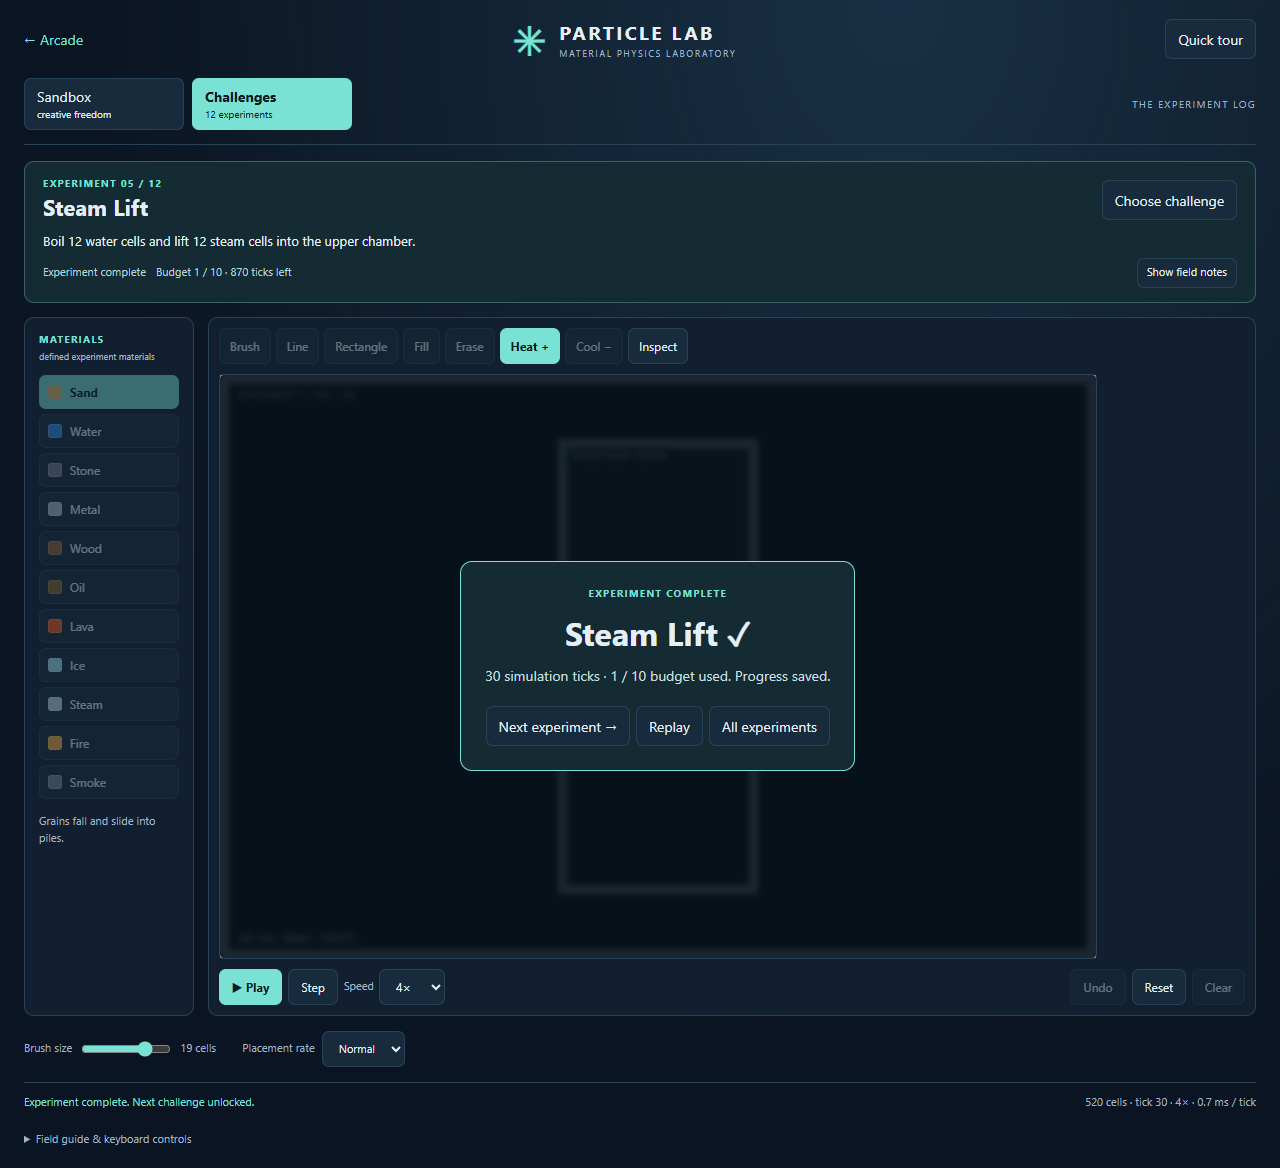 ← Arcade
PARTICLE LAB
MATERIAL PHYSICS LABORATORY
Quick tour
Sandbox
creative freedom
Challenges
12 experiments
THE EXPERIMENT LOG
EXPERIMENT 05 / 12
Steam Lift
Choose challenge
Boil 12 water cells and lift 12 steam cells into the upper chamber.
Experiment complete Budget 1 / 10 · 870 ticks left
Show field notes
MATERIALS
defined experiment materials
Sand
Water
Stone
Metal
Wood
Oil
Lava
Ice
Steam
Fire
Smoke
Grains fall and slide into
piles.
Brush Line Rectangle Fill Erase Heat + Cool − Inspect
EXPERIMENT COMPLETE
Steam Lift ✓
30 simulation ticks · 1 / 10 budget used. Progress saved.
Next experiment → Replay All experiments
▶ Play Step Speed 4× Undo Reset Clear
Brush size 19 cells Placement rate Normal
Experiment complete. Next challenge unlocked.
520 cells · tick 30 · 4× · 0.7 ms / tick
▶ Field guide & keyboard controls